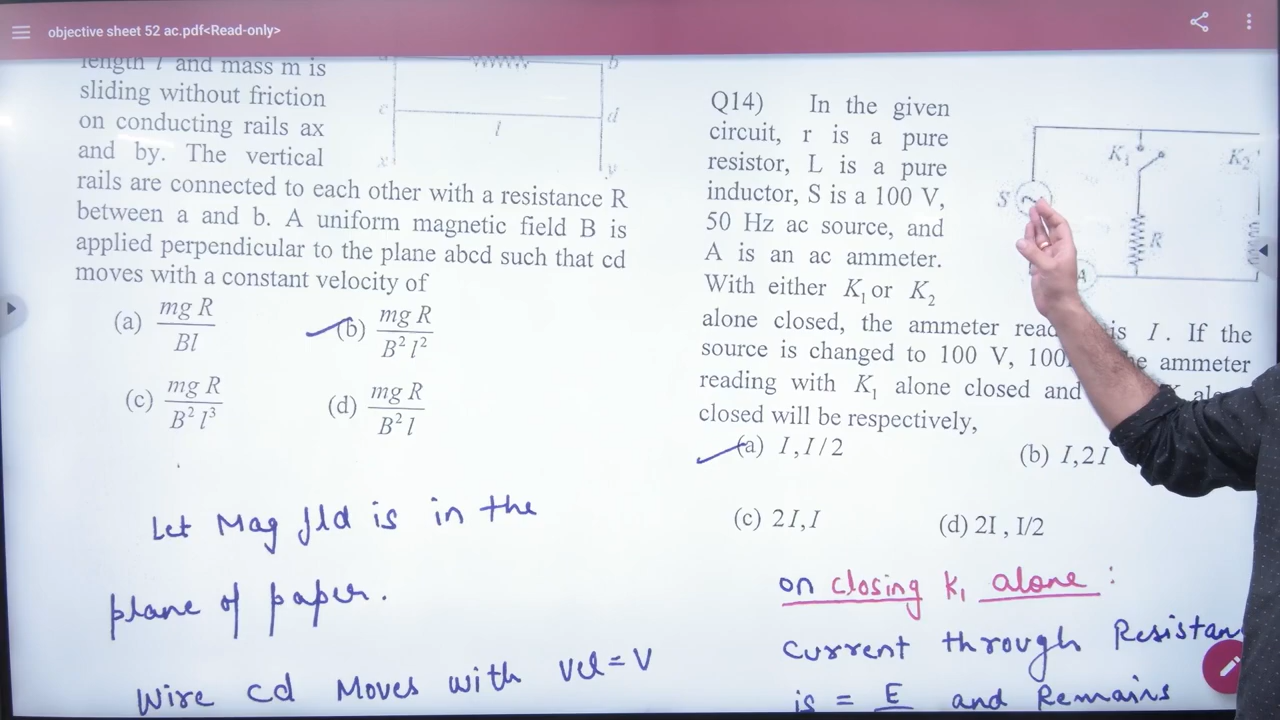 objective sheet 52 ac.pdf<Read-only>
length l and mass m is
sliding without friction
on conducting rails ax
and by. The vertical
rails are connected to each other with a resistance R
between a and b. A uniform magnetic field B is
applied perpendicular to the plane abcd such that cd
moves with a constant velocity of
b
c
d
l
x
y
(a) mg R / Bl
(b) mg R / B² l²
(c) mg R / B² l³
(d) mg R / B² l
Let Mag fld is in the
plane of paper.
Wire cd Moves with Vel = V
Q14) In the given
circuit, r is a pure
resistor, L is a pure
inductor, S is a 100 V,
50 Hz ac source, and
A is an ac ammeter.
With either K₁ or K₂
alone closed, the ammeter is I. If the
source is changed to 100 V, ammeter
reading with K₁ alone closed and
closed will be respectively,
K₁
K₂
S
R
A
(a) I, I/2
(b) I,2I
(c) 2I,I
(d) 2I , I/2
on closing K₁ alone :
Current through
is = E and Remains